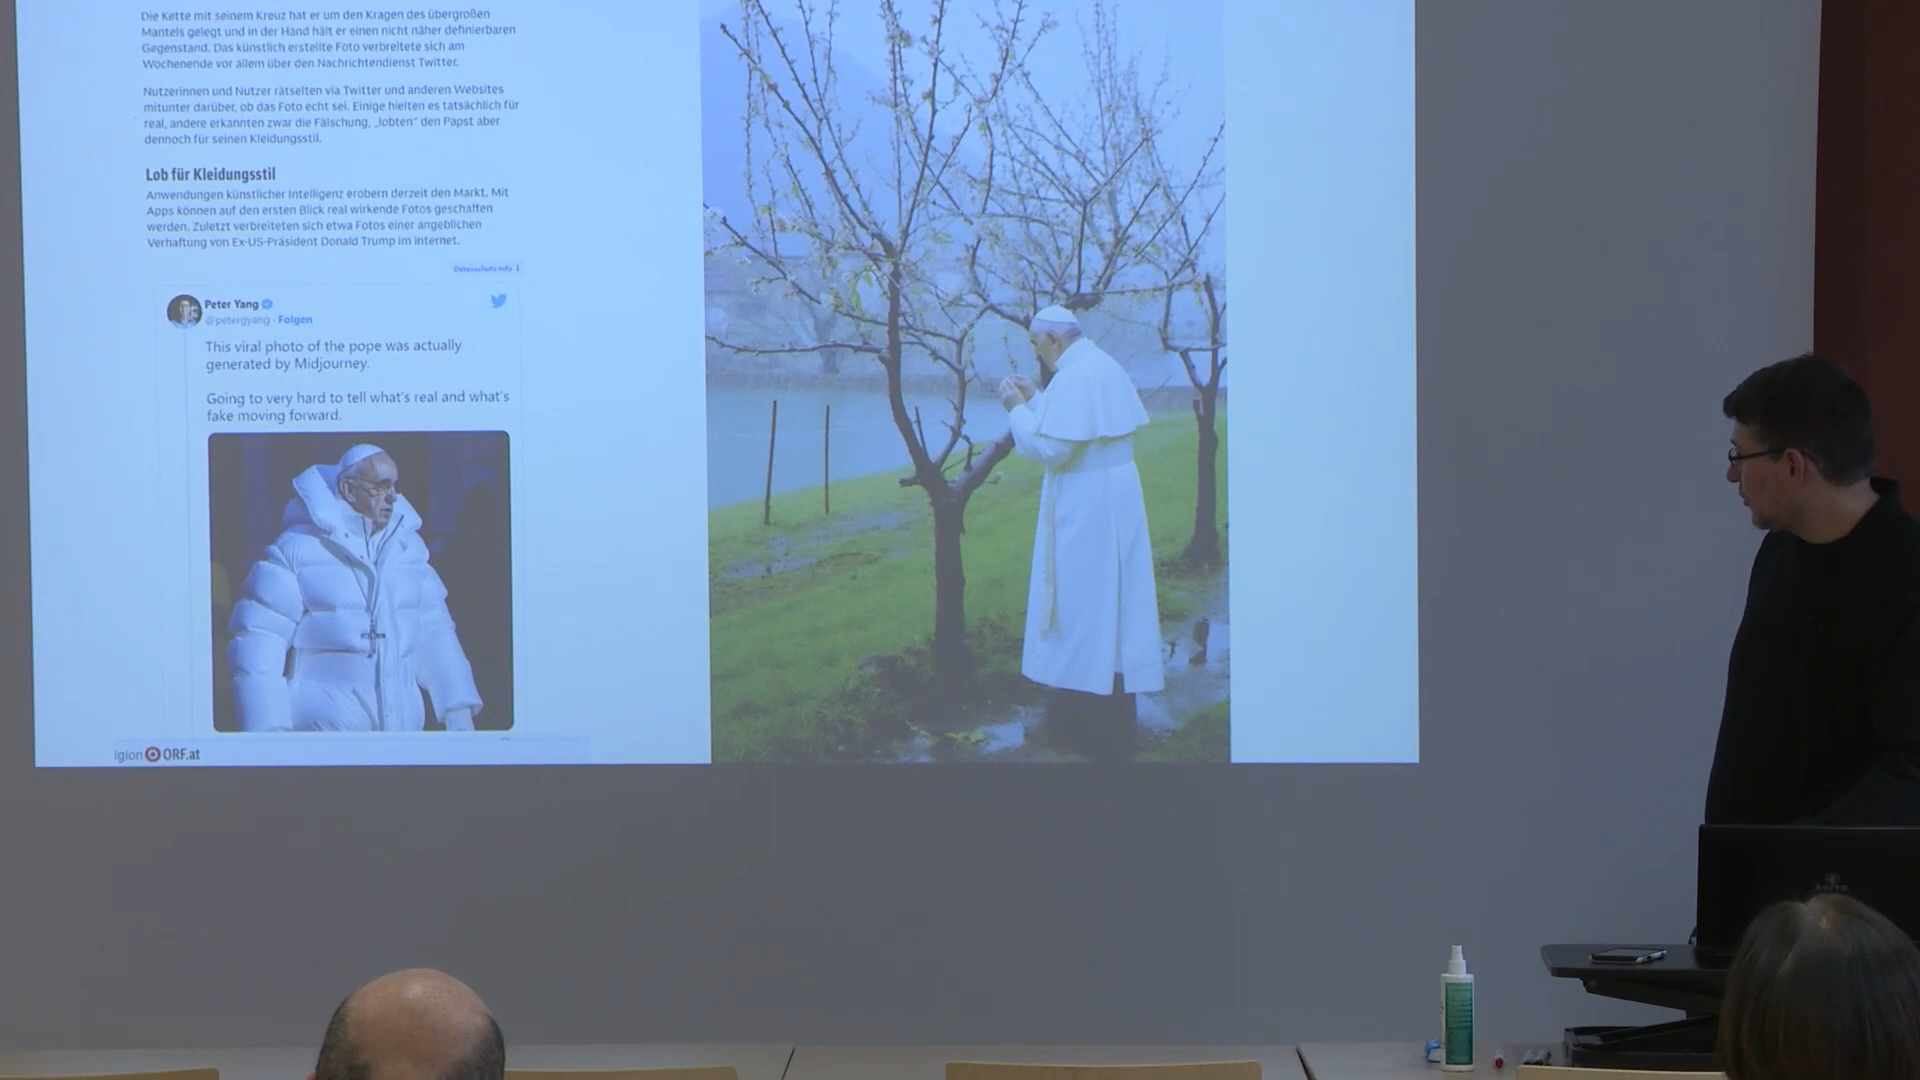 Die Kette mit seinem Kreuz hat er um den Kragen des übergroßen
Mantels gelegt und in der Hand hält er einen nicht näher definierbaren
Gegenstand. Das künstlich erstellte Foto verbreitete sich am
Wochenende vor allem über den Nachrichtendienst Twitter.
Nutzerinnen und Nutzer rätselten via Twitter und anderen Websites
mitunter darüber, ob das Foto echt sei. Einige hielten es tatsächlich für
real, andere erkannten zwar die Fälschung, „lobten“ den Papst aber
dennoch für seinen Kleidungsstil.
Lob für Kleidungsstil
Anwendungen künstlicher Intelligenz erobern derzeit den Markt. Mit
Apps können auf den ersten Blick real wirkende Fotos geschaffen
werden. Zuletzt verbreiteten sich etwa Fotos einer angeblichen
Verhaftung von Ex-US-Präsident Donald Trump im Internet.
Datenschutz-Info i
Peter Yang
@petergyang · Folgen
This viral photo of the pope was actually
generated by Midjourney.
Going to very hard to tell what's real and what's
fake moving forward.
igion ORF.at
terra